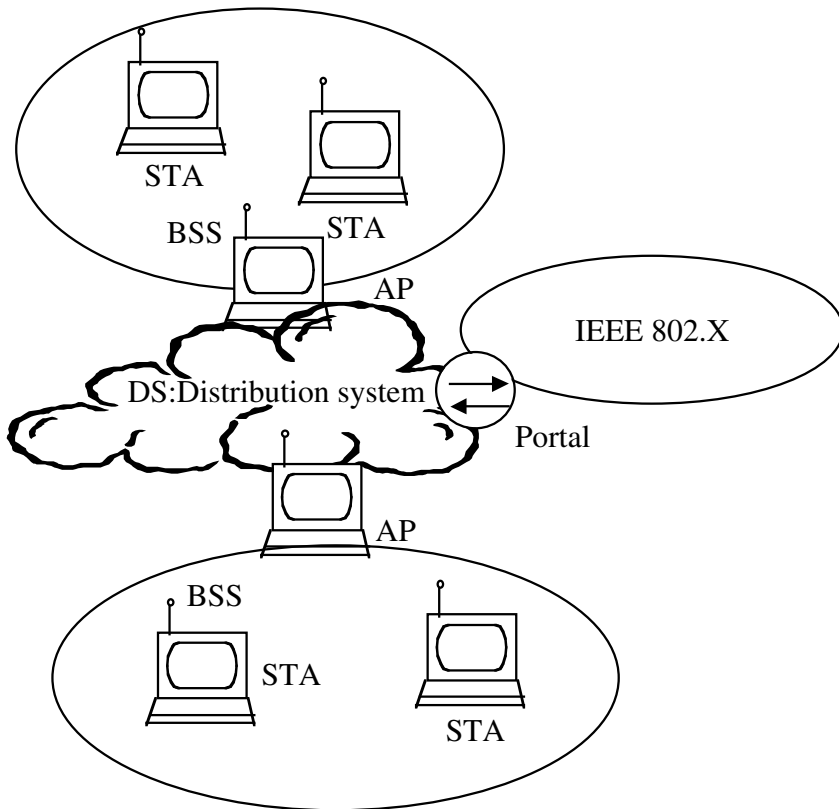 STA
STA
BSS
AP
IEEE 802.X
DS:Distribution system
Portal
AP
BSS
STA
STA